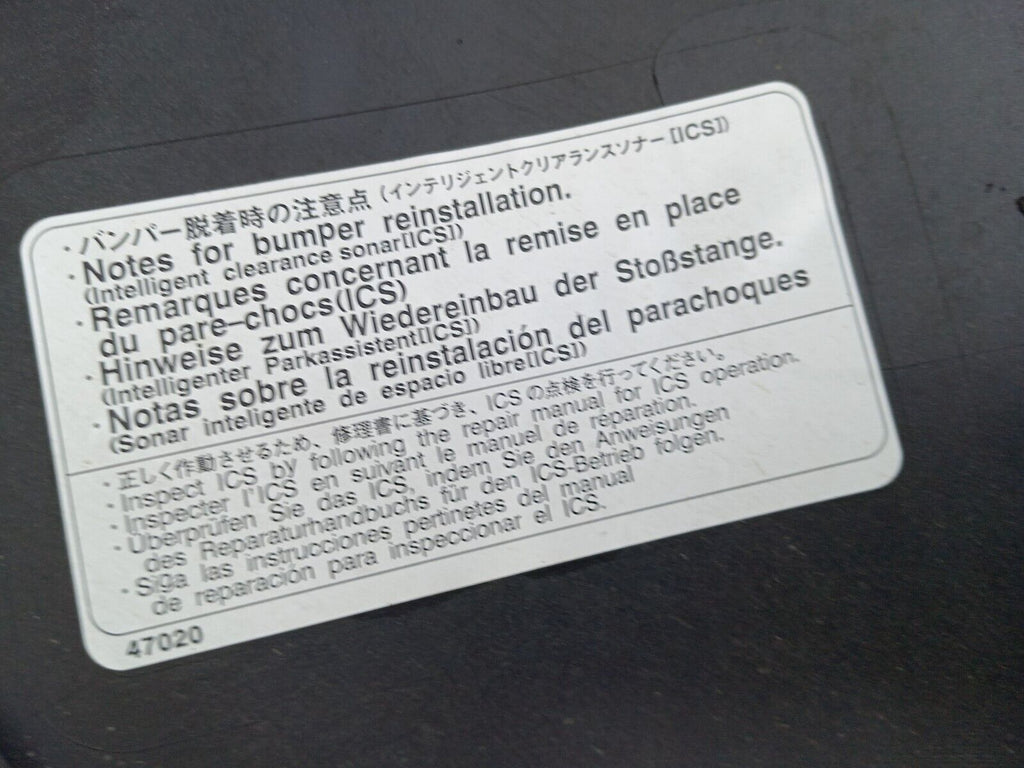 ・バンパー脱着時の注意点（インテリジェントクリアランスソナー[ICS]）
・Notes for bumper reinstallation.
(Intelligent clearance sonar[ICS])
・Remarques concernant la remise en place
du pare-chocs(ICS)
・Hinweise zum Wiedereinbau der Stoßstange.
(Intelligenter Parkassistent[ICS])
・Notas sobre la reinstalación del parachoques
(Sonar inteligente de espacio libre[ICS])
・正しく作動させるため、修理書に基づき、ICSの点検を行ってください。
・Inspect ICS by following the repair manual for ICS operation.
・Inspecter l'ICS en suivant le manuel de réparation.
・Überprüfen Sie das ICS, indem Sie den Anweisungen
des Reparaturhandbuchs für den ICS-Betrieb folgen.
・Siga las instrucciones pertinetes del manual
de reparación para inspeccionar el ICS.
47020